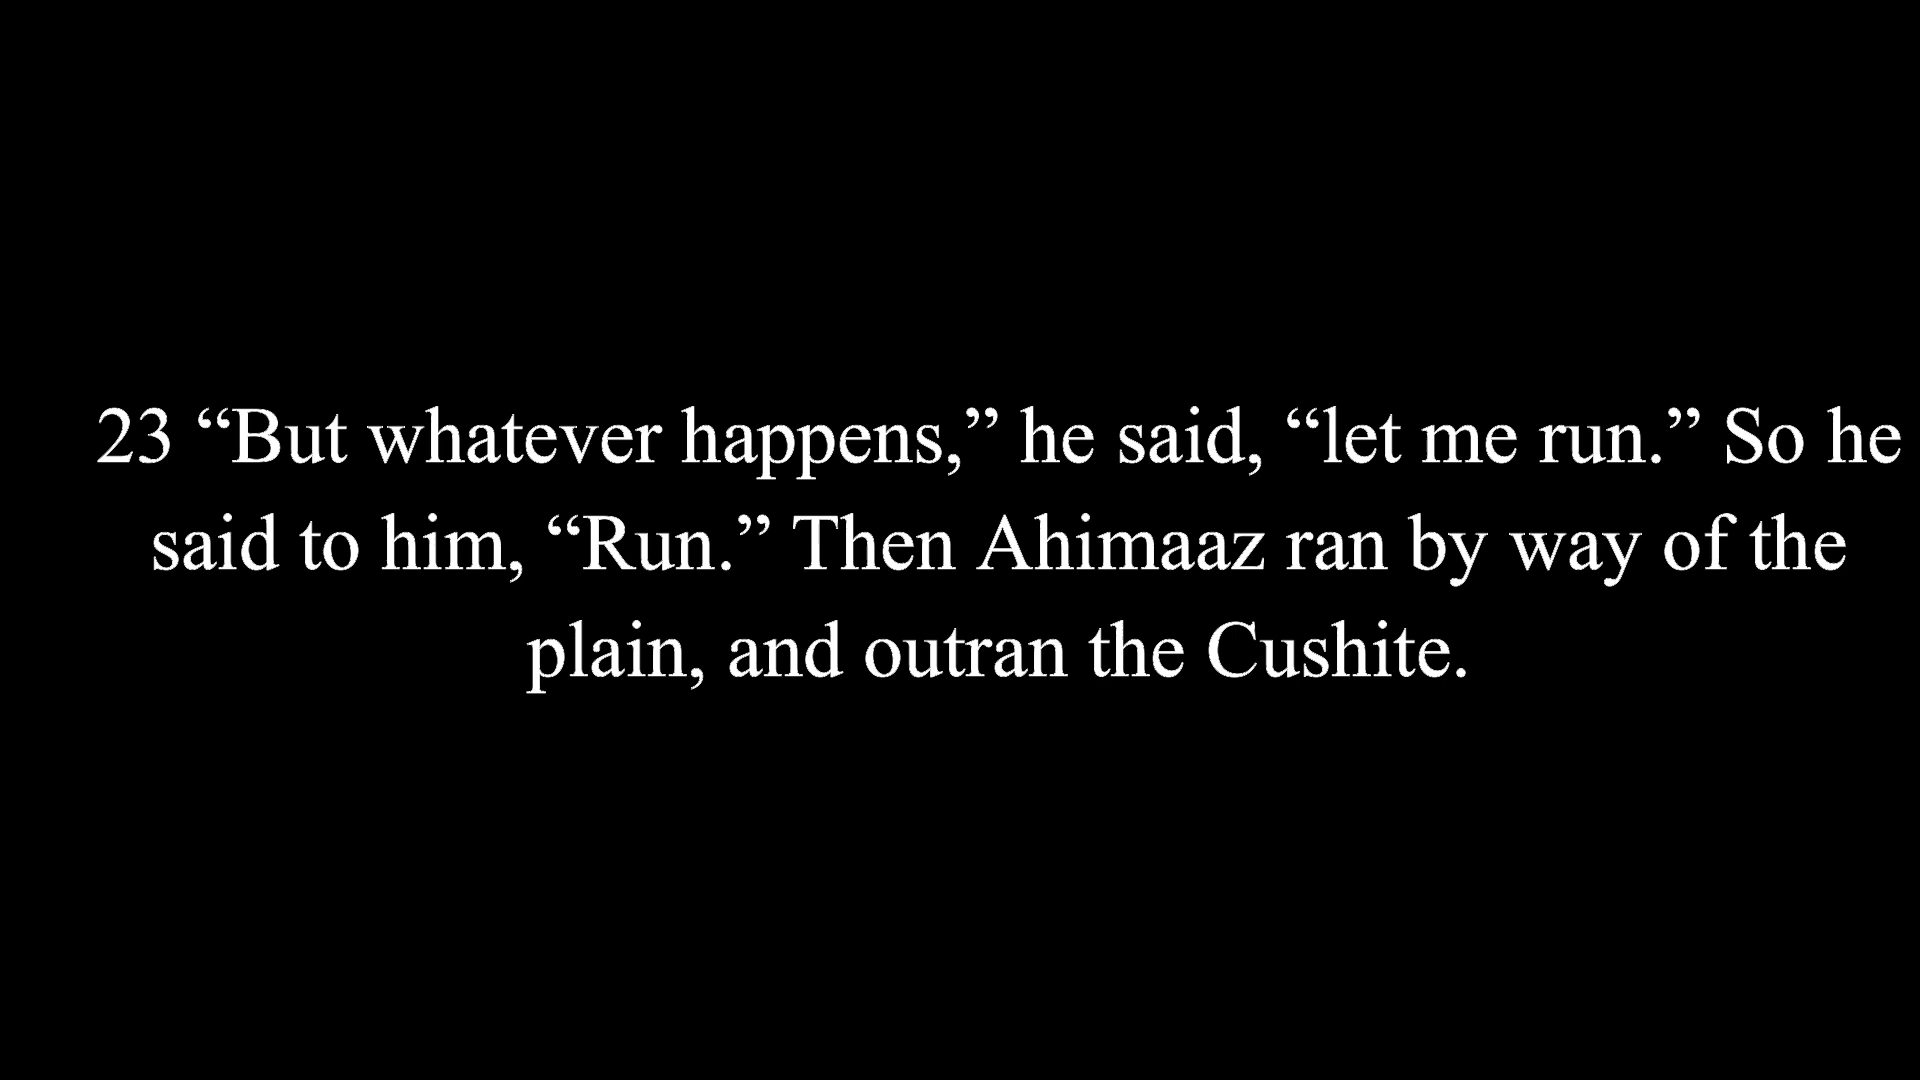 23 “But whatever happens,” he said, “let me run.” So he
said to him, “Run.” Then Ahimaaz ran by way of the
plain, and outran the Cushite.